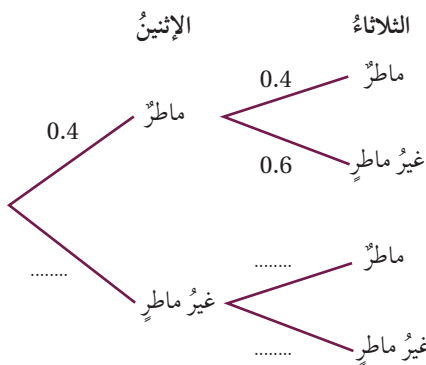 الإثنينُ الثلاثاءُ
0.4 ماطرٌ
ماطرٌ
0.4
0.6 غيرُ ماطرٍ
ماطرٌ
........
........
غيرُ ماطرٍ
........ غيرُ ماطرٍ